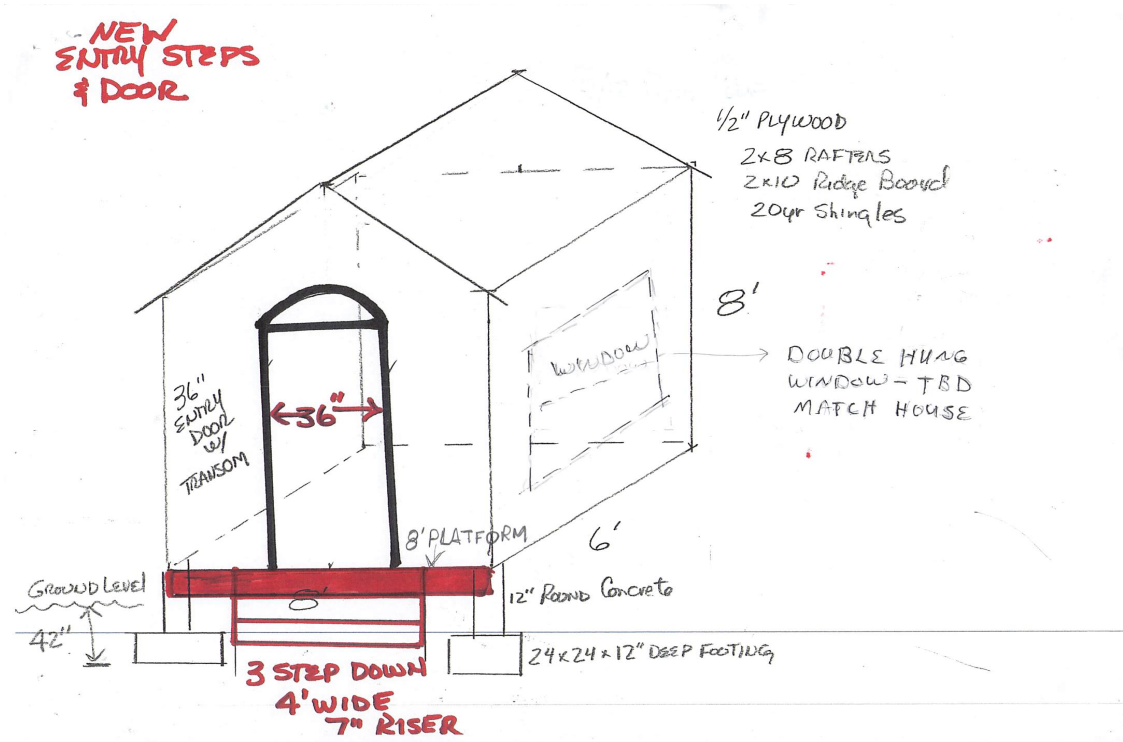 NEW
ENTRY STEPS
& DOOR
1/2" PLYWOOD
2x8 RAFTERS
2x10 Ridge Board
20yr Shingles
8'
WINDOW
DOUBLE HUNG
WINDOW - TBD
MATCH HOUSE
36"
ENTRY
DOOR
W/
TRANSOM
36"
8' PLATFORM
6'
GROUND LEVEL
42"
8'
12" ROUND Concrete
24x24x12" DEEP FOOTING
3 STEP DOWN
4' WIDE
7" RISER